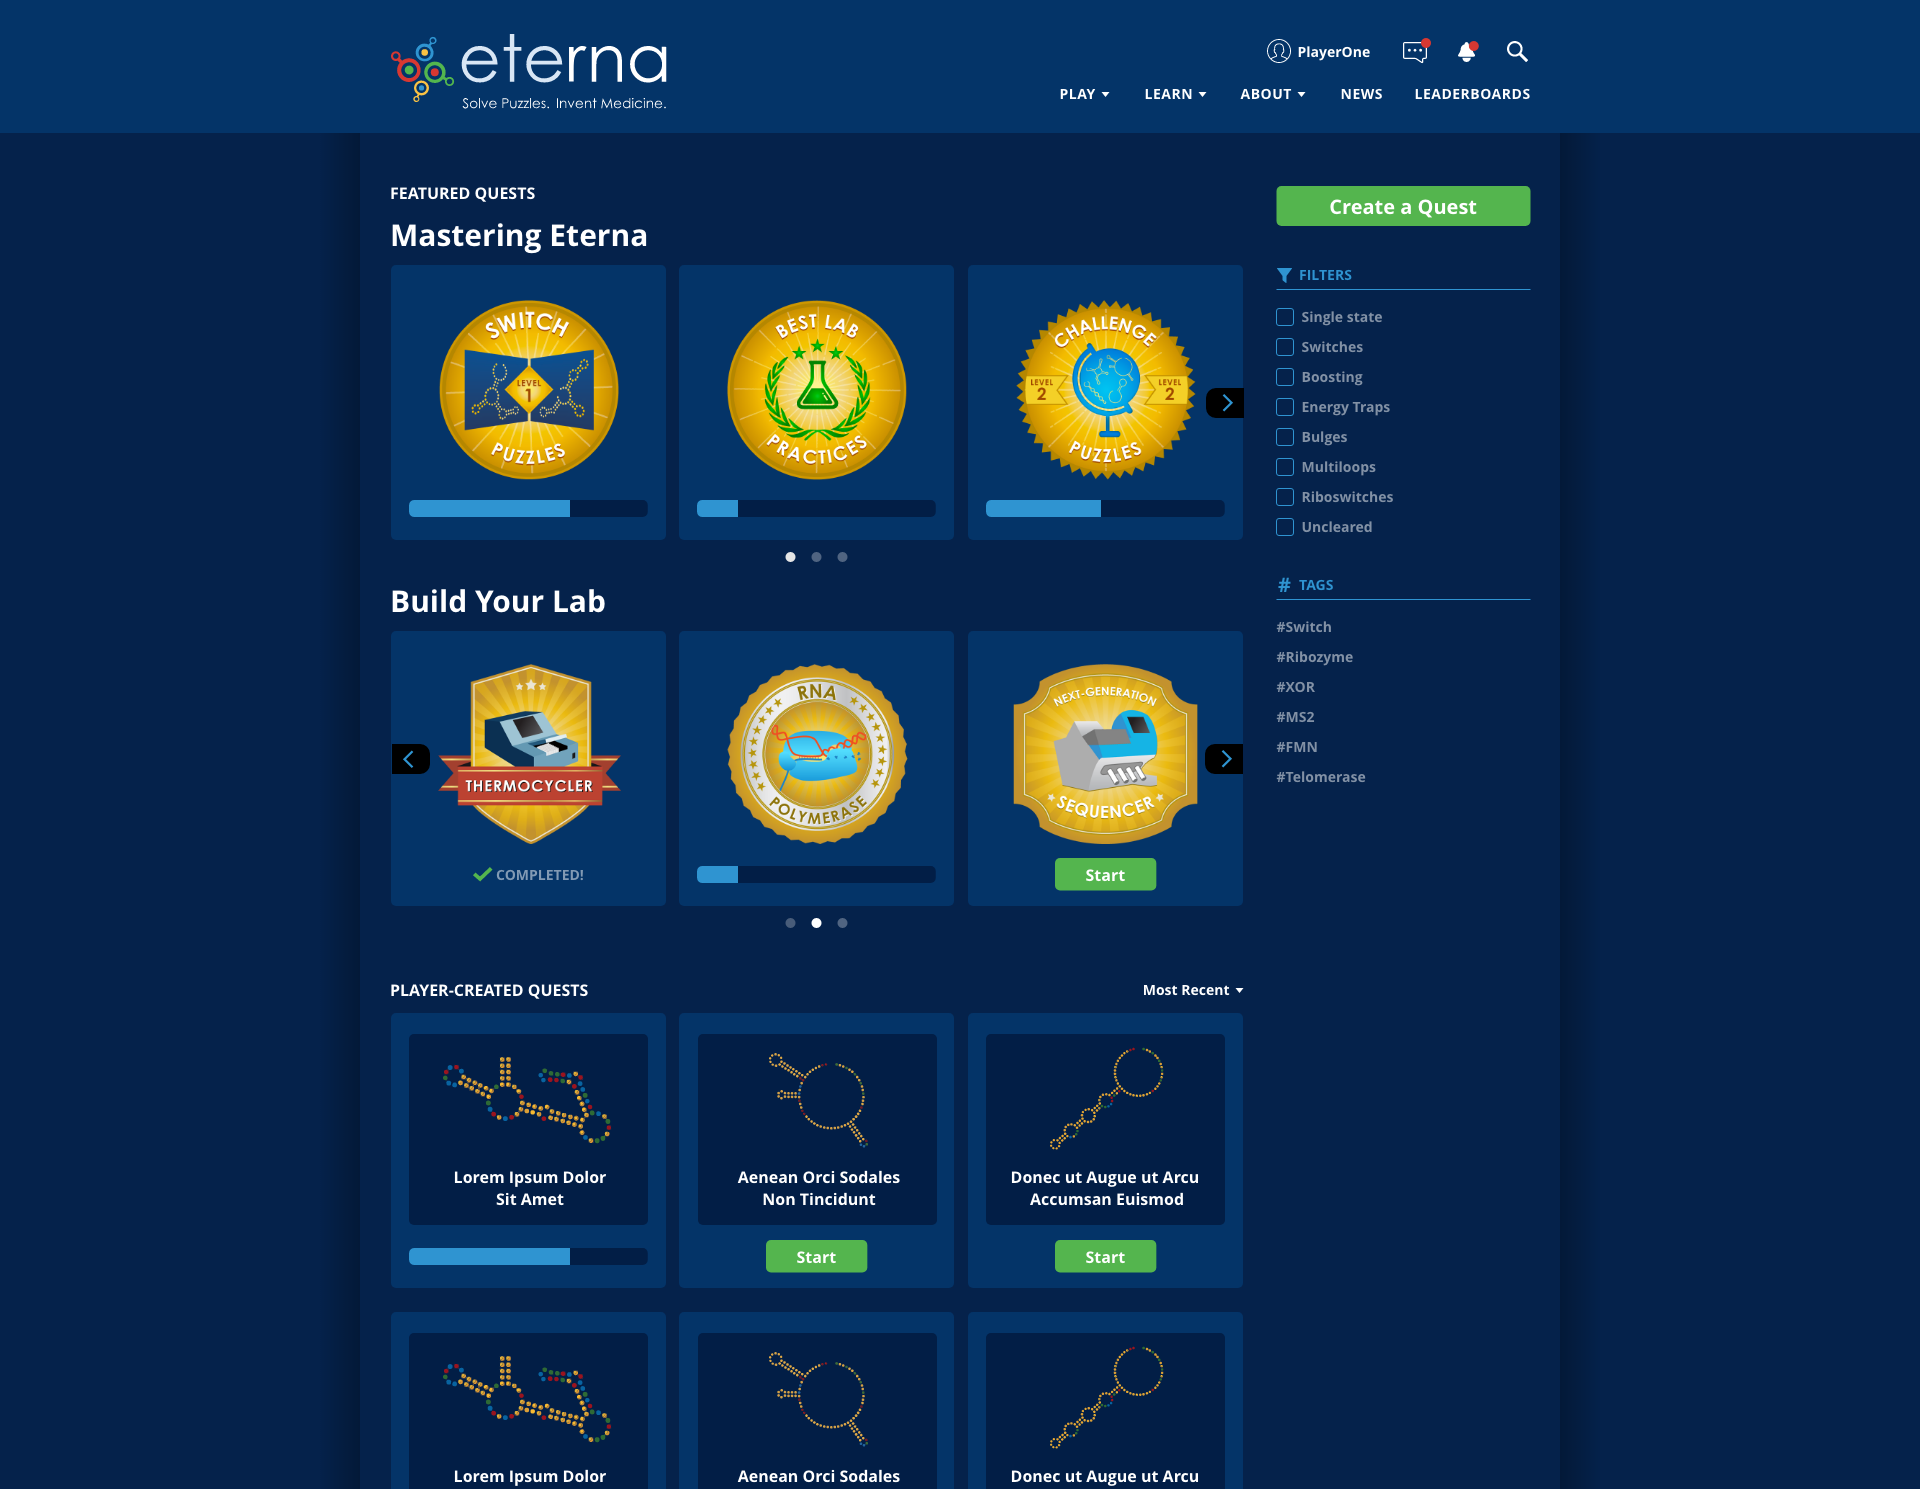 eterna
Solve Puzzles. Invent Medicine.
PlayerOne
PLAY
LEARN
ABOUT
NEWS
LEADERBOARDS
FEATURED QUESTS
Mastering Eterna
SWITCH
LEVEL
1
PUZZLES
BEST LAB
PRACTICES
CHALLENGE
LEVEL
2
LEVEL
2
PUZZLES
Build Your Lab
THERMOCYCLER
COMPLETED!
RNA
POLYMERASE
NEXT-GENERATION
SEQUENCER
Start
PLAYER-CREATED QUESTS
Most Recent
Lorem Ipsum Dolor
Sit Amet
Aenean Orci Sodales
Non Tincidunt
Start
Donec ut Augue ut Arcu
Accumsan Euismod
Start
Lorem Ipsum Dolor
Aenean Orci Sodales
Donec ut Augue ut Arcu
Create a Quest
FILTERS
Single state
Switches
Boosting
Energy Traps
Bulges
Multiloops
Riboswitches
Uncleared
# TAGS
#Switch
#Ribozyme
#XOR
#MS2
#FMN
#Telomerase